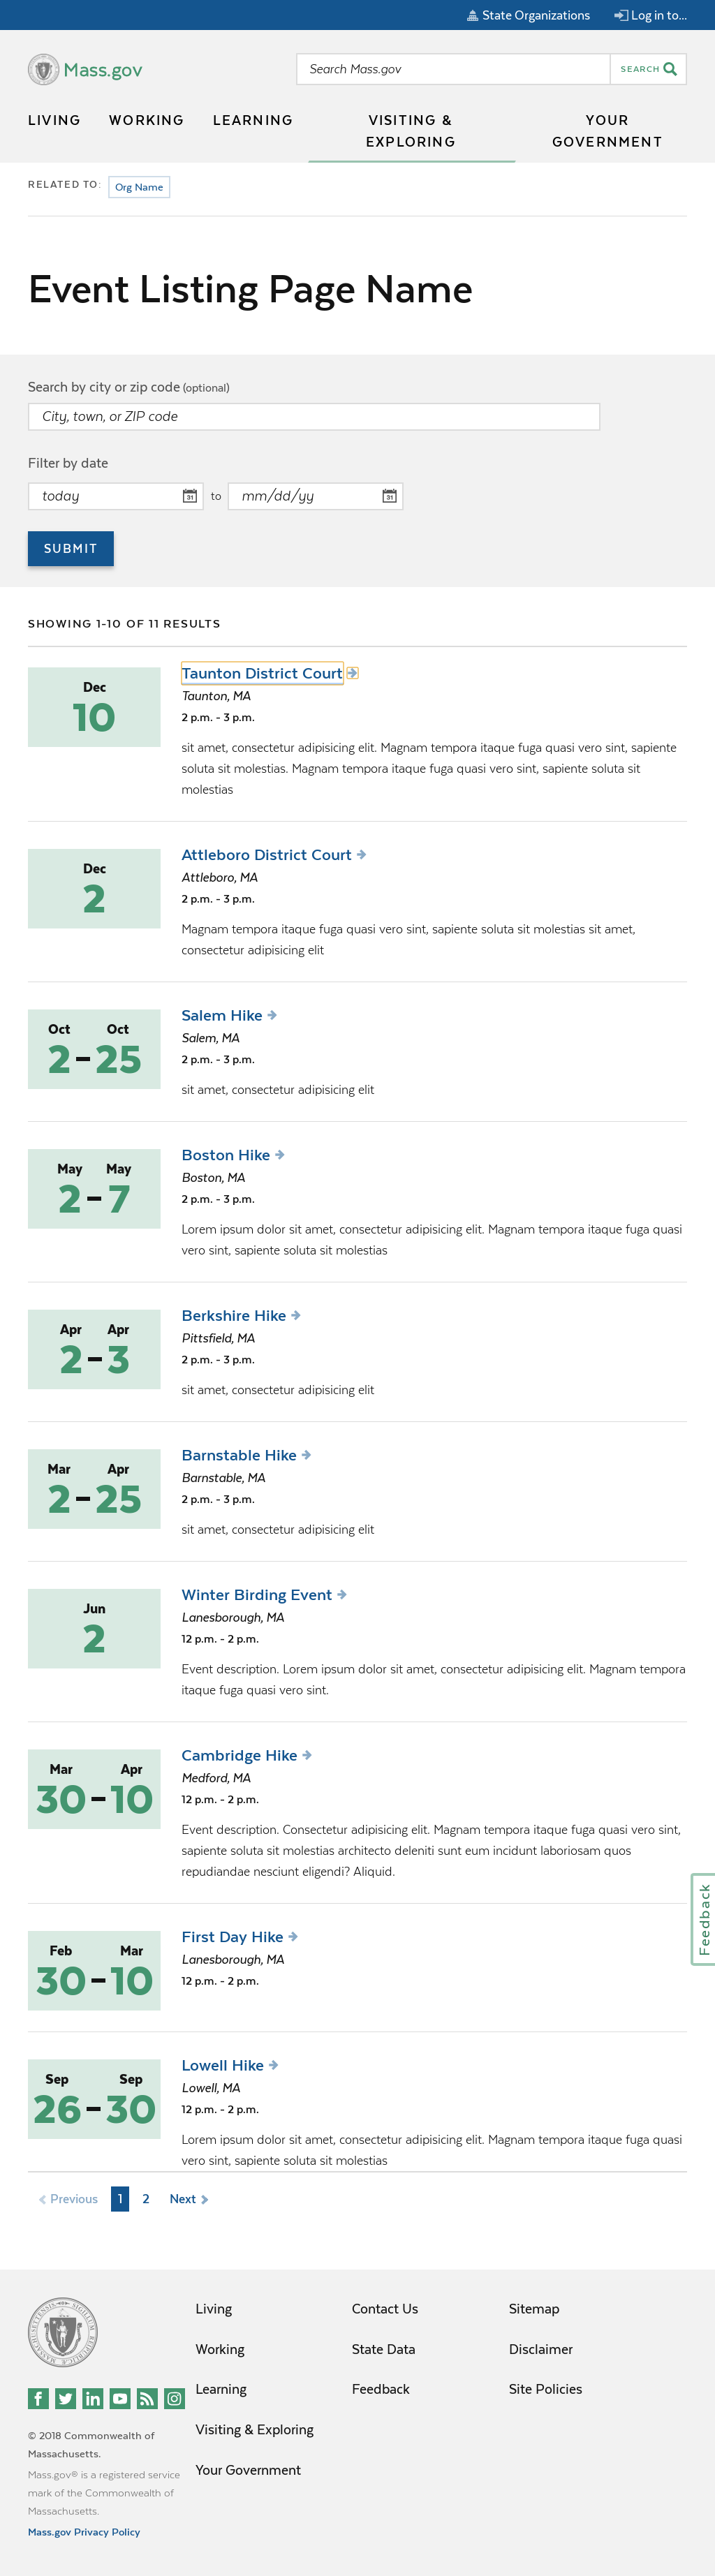 State Organizations
Log in to...
Mass.gov
Search Mass.gov
SEARCH
LIVING
WORKING
LEARNING
VISITING &
EXPLORING
YOUR
GOVERNMENT
RELATED TO:
Org Name
Event Listing Page Name
Search by city or zip code (optional)
City, town, or ZIP code
Filter by date
today
31
to
mm/dd/yy
31
SUBMIT
SHOWING 1-10 OF 11 RESULTS
Dec
10
Taunton District Court
Taunton, MA
2 p.m. - 3 p.m.
sit amet, consectetur adipisicing elit. Magnam tempora itaque fuga quasi vero sint, sapiente
soluta sit molestias. Magnam tempora itaque fuga quasi vero sint, sapiente soluta sit
molestias
Dec
2
Attleboro District Court
Attleboro, MA
2 p.m. - 3 p.m.
Magnam tempora itaque fuga quasi vero sint, sapiente soluta sit molestias sit amet,
consectetur adipisicing elit
Oct Oct
2 – 25
Salem Hike
Salem, MA
2 p.m. - 3 p.m.
sit amet, consectetur adipisicing elit
May May
2 – 7
Boston Hike
Boston, MA
2 p.m. - 3 p.m.
Lorem ipsum dolor sit amet, consectetur adipisicing elit. Magnam tempora itaque fuga quasi
vero sint, sapiente soluta sit molestias
Apr Apr
2 – 3
Berkshire Hike
Pittsfield, MA
2 p.m. - 3 p.m.
sit amet, consectetur adipisicing elit
Mar Apr
2 – 25
Barnstable Hike
Barnstable, MA
2 p.m. - 3 p.m.
sit amet, consectetur adipisicing elit
Jun
2
Winter Birding Event
Lanesborough, MA
12 p.m. - 2 p.m.
Event description. Lorem ipsum dolor sit amet, consectetur adipisicing elit. Magnam tempora
itaque fuga quasi vero sint.
Mar Apr
30 – 10
Cambridge Hike
Medford, MA
12 p.m. - 2 p.m.
Event description. Consectetur adipisicing elit. Magnam tempora itaque fuga quasi vero sint,
sapiente soluta sit molestias architecto deleniti sunt eum incidunt laboriosam quos
repudiandae nesciunt eligendi? Aliquid.
Feedback
Feb Mar
30 – 10
First Day Hike
Lanesborough, MA
12 p.m. - 2 p.m.
Sep Sep
26 – 30
Lowell Hike
Lowell, MA
12 p.m. - 2 p.m.
Lorem ipsum dolor sit amet, consectetur adipisicing elit. Magnam tempora itaque fuga quasi
vero sint, sapiente soluta sit molestias
Previous 1 2 Next
Living
Working
Learning
Visiting & Exploring
Your Government
Contact Us
State Data
Feedback
Sitemap
Disclaimer
Site Policies
© 2018 Commonwealth of
Massachusetts.
Mass.gov® is a registered service
mark of the Commonwealth of
Massachusetts.
Mass.gov Privacy Policy